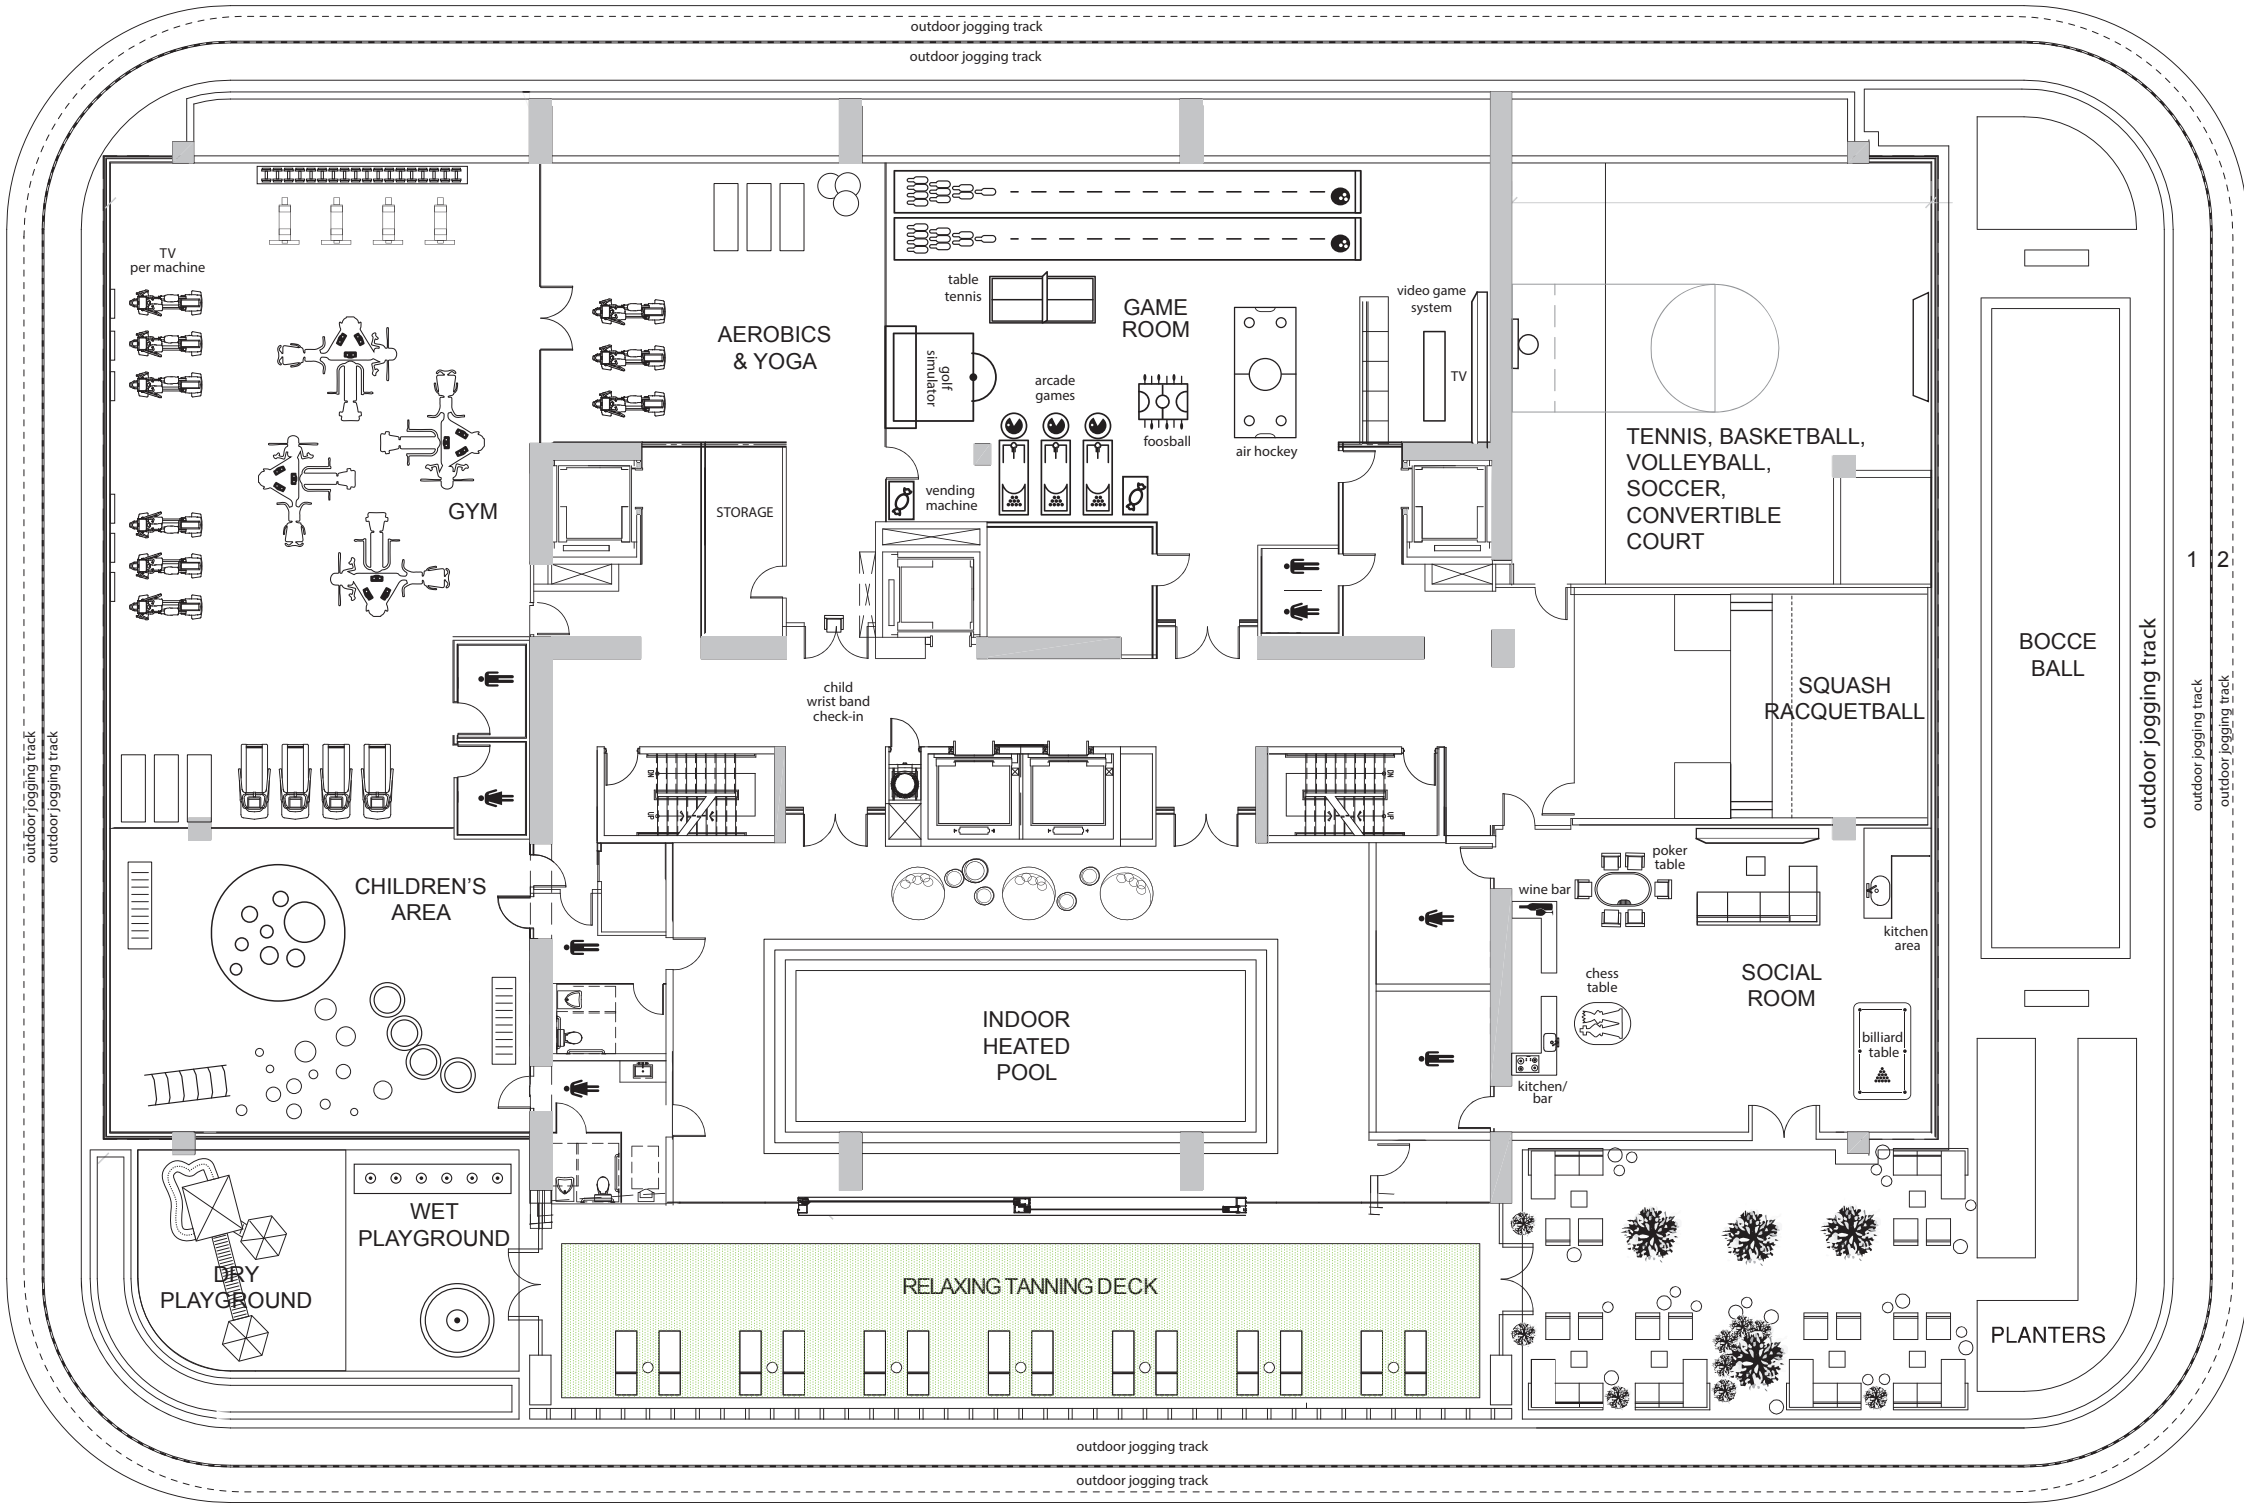 outdoor jogging track
outdoor jogging track
TV
per machine
GYM
AEROBICS
& YOGA
STORAGE
table
tennis
GAME
ROOM
golf
simulator
arcade
games
foosball
air hockey
vending
machine
video game
system
TV
TENNIS, BASKETBALL,
VOLLEYBALL,
SOCCER,
CONVERTIBLE
COURT
1 2
BOCCE
BALL
outdoor jogging track
outdoor jogging track
outdoor jogging track
SQUASH
RACQUETBALL
child
wrist band
check-in
DN
UP
DN
UP
outdoor jogging track
outdoor jogging track
CHILDREN'S
AREA
INDOOR
HEATED
POOL
poker
table
wine bar
kitchen
area
chess
table
SOCIAL
ROOM
billiard
table
kitchen/
bar
WET
PLAYGROUND
DRY
PLAYGROUND
RELAXING TANNING DECK
PLANTERS
outdoor jogging track
outdoor jogging track